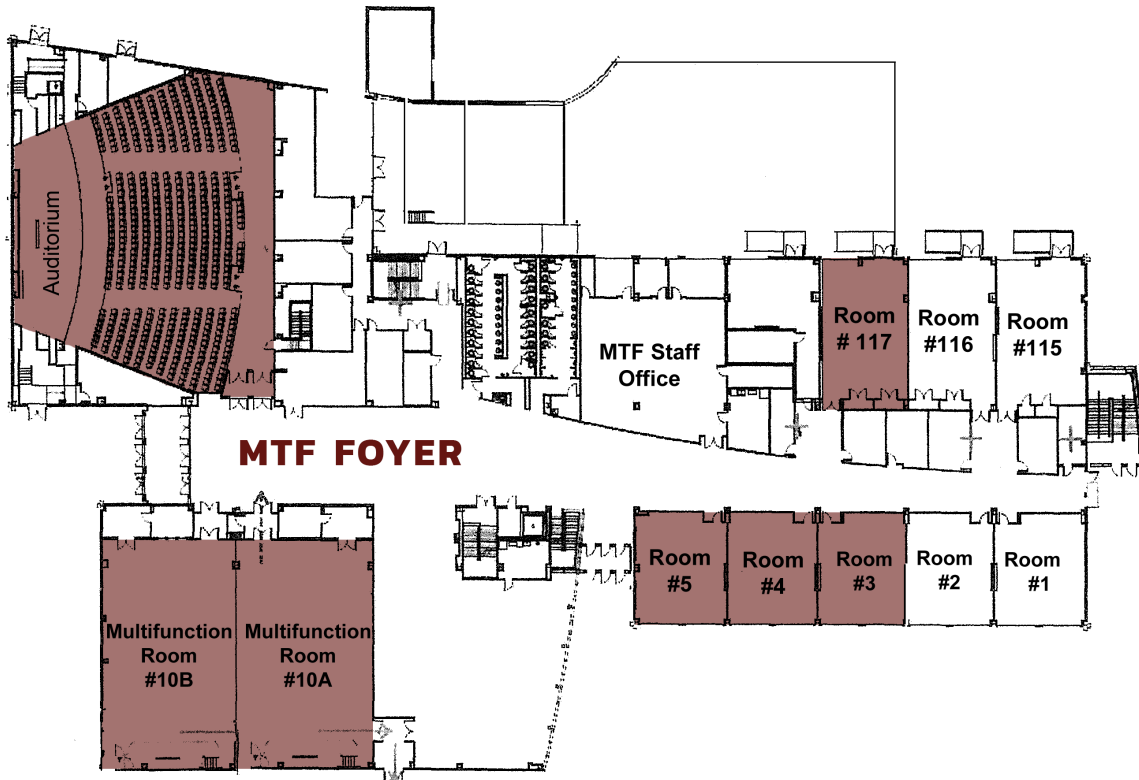 Auditorium
MTF FOYER
MTF Staff
Office
Room
# 117
Room
#116
Room
#115
Multifunction
Room
#10B
Multifunction
Room
#10A
Room
#5
Room
#4
Room
#3
Room
#2
Room
#1